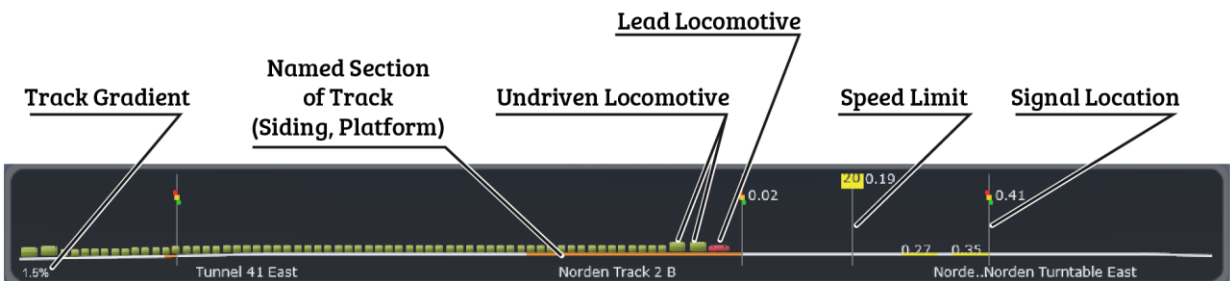 Lead Locomotive
Named Section
of Track
(Siding, Platform)
Track Gradient
Undriven Locomotive
Speed Limit
Signal Location
20 0.19
0.02
0.41
0.27
0.35
1.5%
Tunnel 41 East
Norden Track 2 B
Norde..Norden Turntable East